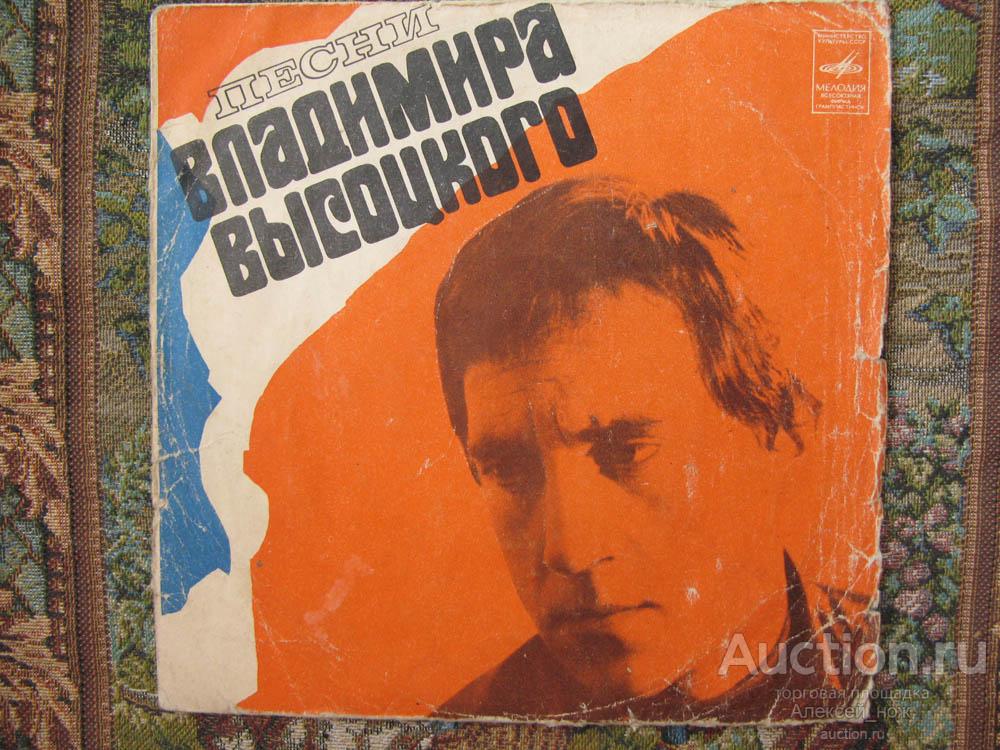 ПЕСНИ
ВЛАДИМИРА
ВЫСОЦКОГО
МИНИСТЕРСТВО
КУЛЬТУРЫ СССР
МЕЛОДИЯ
ВСЕСОЮЗНАЯ
ФИРМА
ГРАМПЛАСТИНОК
Auction.ru
торговая площадка
Алексей_нож
auction.ru